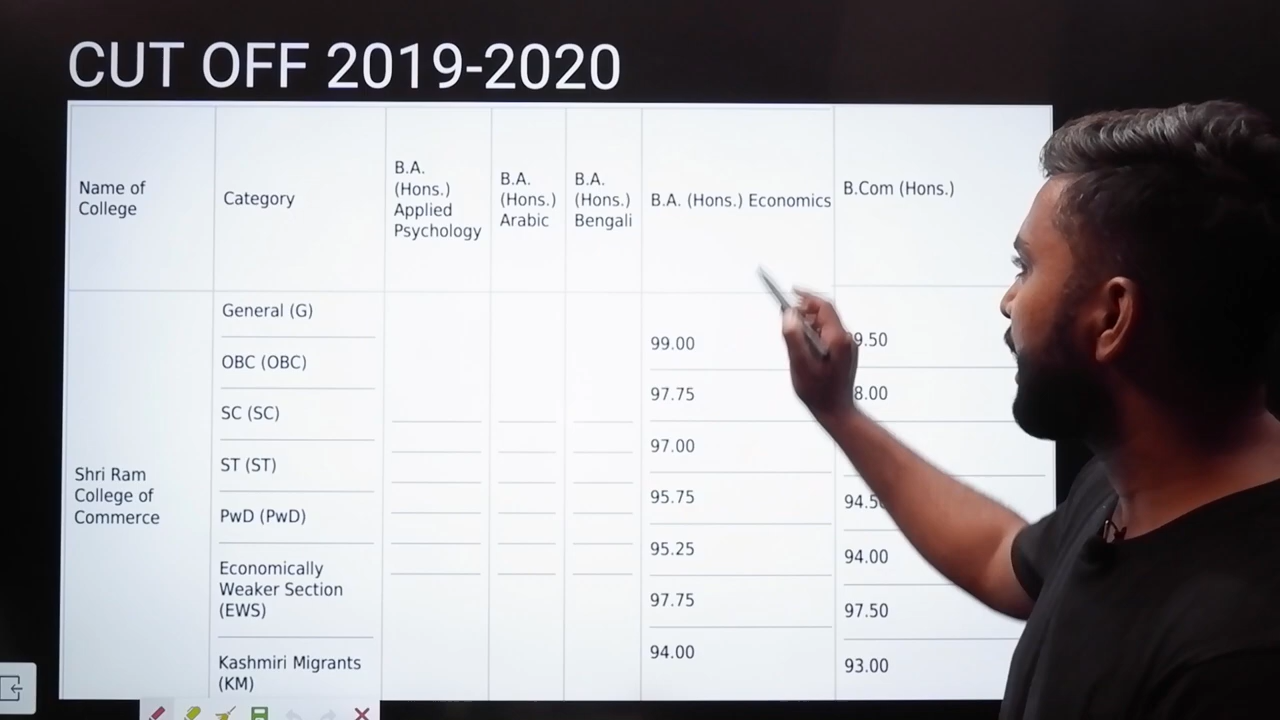 CUT OFF 2019-2020
Name of
College
Category
B.A.
(Hons.)
Applied
Psychology
B.A.
(Hons.)
Arabic
B.A.
(Hons.)
Bengali
B.A. (Hons.) Economics
B.Com (Hons.)
Shri Ram
College of
Commerce
General (G)
OBC (OBC)
SC (SC)
ST (ST)
PwD (PwD)
Economically
Weaker Section
(EWS)
Kashmiri Migrants
(KM)
99.00
97.75
97.00
95.75
95.25
97.75
94.00
94.00
97.50
93.00